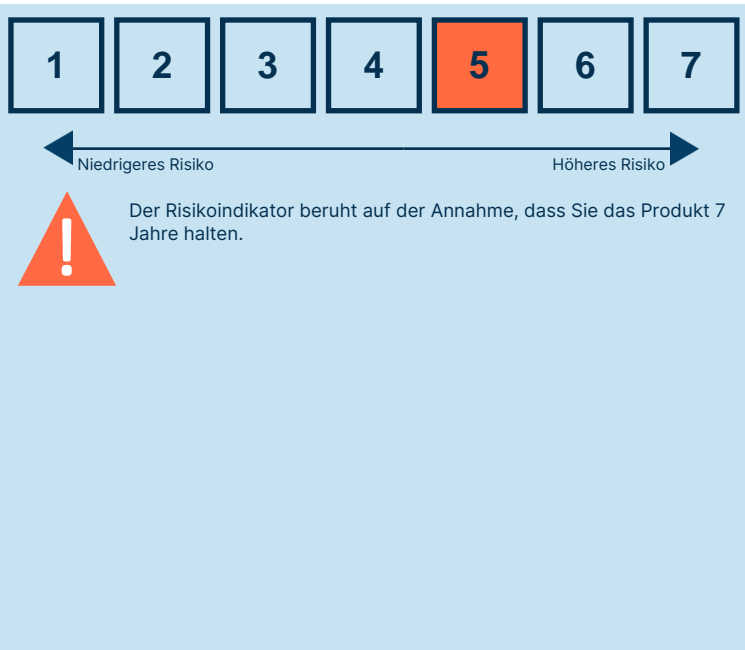 1 2 3 4 5 6 7
Niedrigeres Risiko Höheres Risiko
Der Risikoindikator beruht auf der Annahme, dass Sie das Produkt 7
Jahre halten.
!